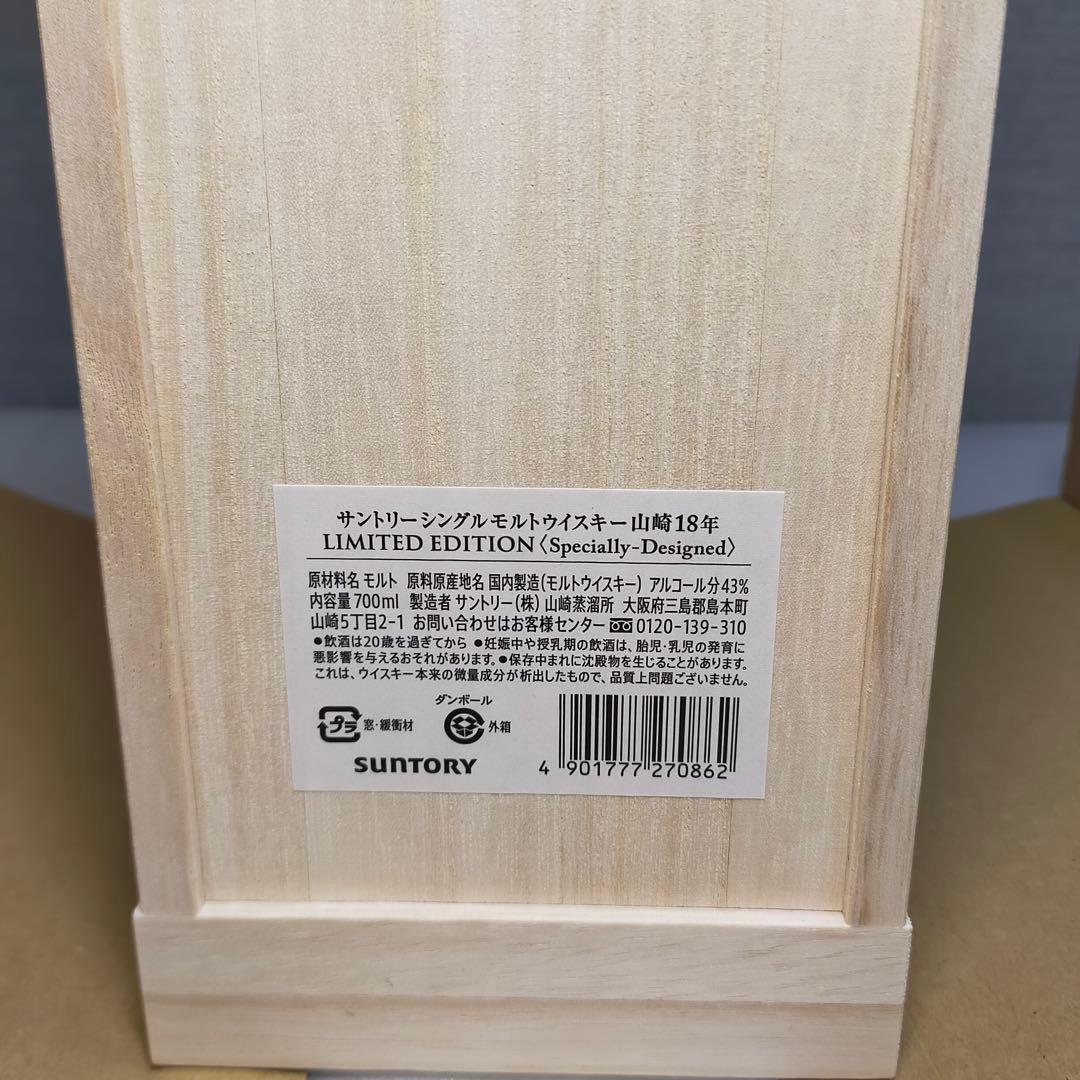 サントリーシングルモルトウイスキー山崎18年
LIMITED EDITION〈Specially-Designed〉
原材料名 モルト 原料原産地名 国内製造(モルトウイスキー) アルコール分43%
内容量700ml 製造者 サントリー(株) 山崎蒸溜所 大阪府三島郡島本町
山崎5丁目2-1 お問い合わせはお客様センター 0120-139-310
●飲酒は20歳を過ぎてから ●妊娠中や授乳期の飲酒は、胎児・乳児の発育に
悪影響を与えるおそれがあります。●保存中まれに沈殿物を生じることがあります。
これは、ウイスキー本来の微量成分が析出したもので、品質上問題ございません。
ダンボール
プラ 窓・緩衝材 外箱
SUNTORY
4 901777 270862